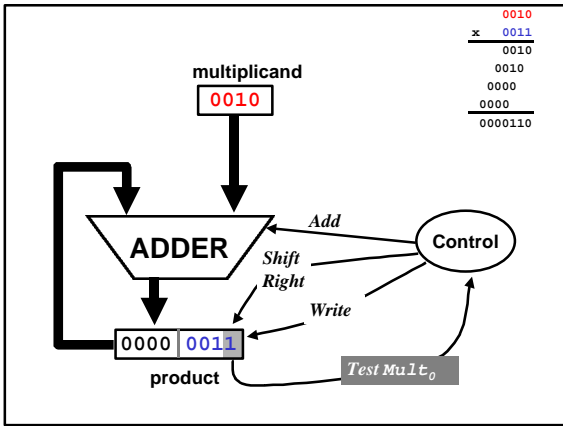 0010
x 0011
0010
0010
0000
0000
0000110
multiplicand
0010
ADDER
Add
Control
Shift
Right
Write
0000 0011
product
Test Mult0